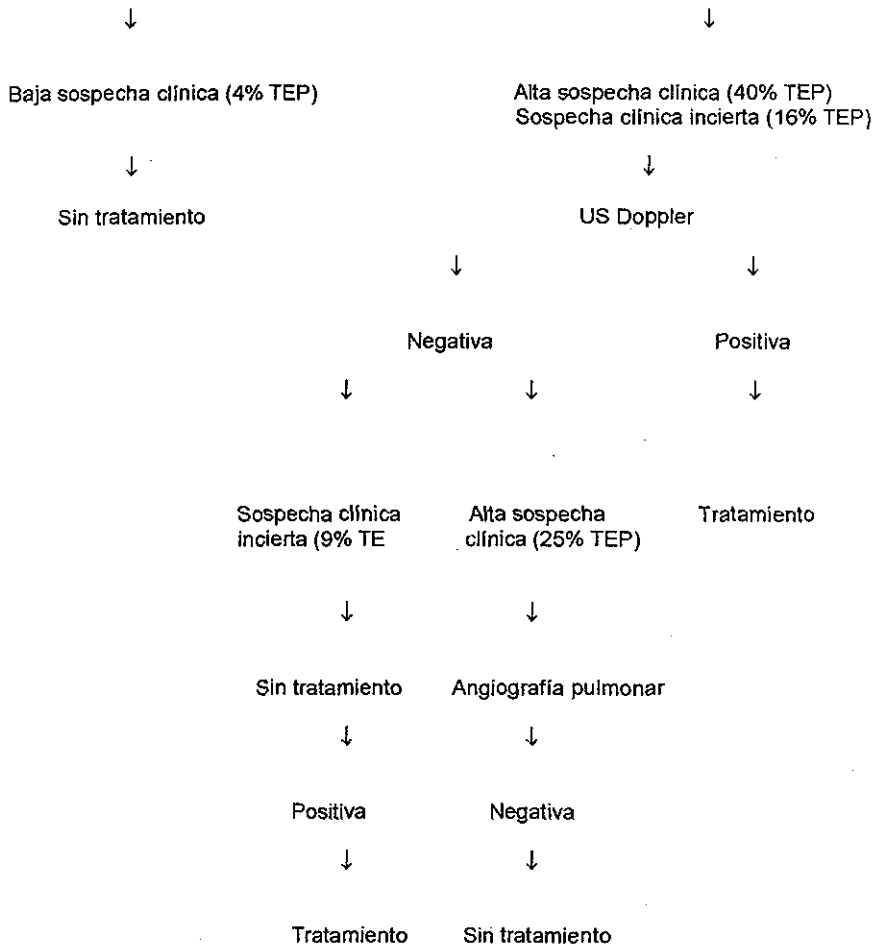 ↓ ↓
Baja sospecha clínica (4% TEP) Alta sospecha clínica (40% TEP)
Sospecha clínica incierta (16% TEP)
↓ ↓
Sin tratamiento US Doppler
↓ ↓
Negativa Positiva
↓ ↓ ↓
Sospecha clínica Alta sospecha Tratamiento
incierta (9% TE clínica (25% TEP)
↓ ↓
Sin tratamiento Angiografía pulmonar
↓ ↓
Positiva Negativa
↓ ↓
Tratamiento Sin tratamiento